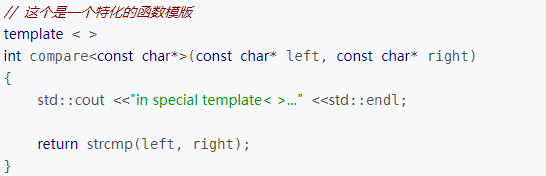 // 这个是一个特化的函数模版
template < >
int compare<const char*>(const char* left, const char* right)
{
    std::cout <<"in special template< >..." <<std::endl;

    return strcmp(left, right);
}